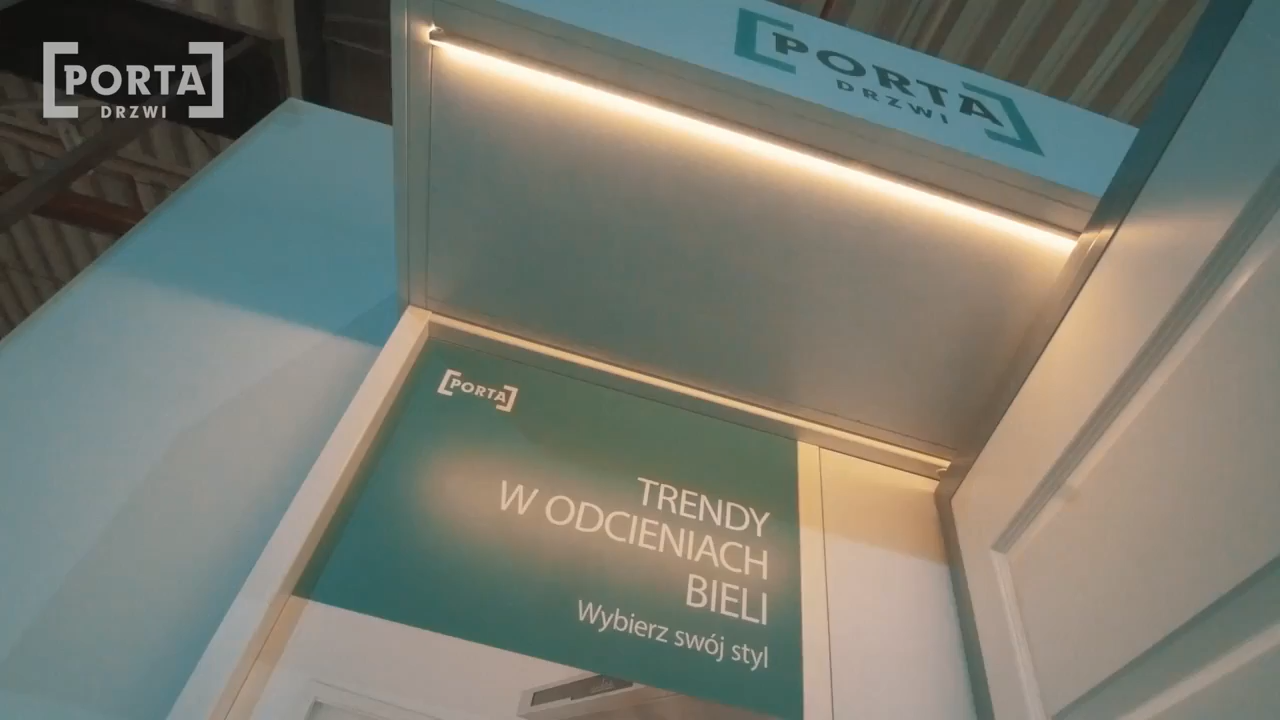 [PORTA]
DRZWI
[PORTA]
DRZWI
[PORTA]
TRENDY
W ODCIENIACH
BIELI
Wybierz swój styl